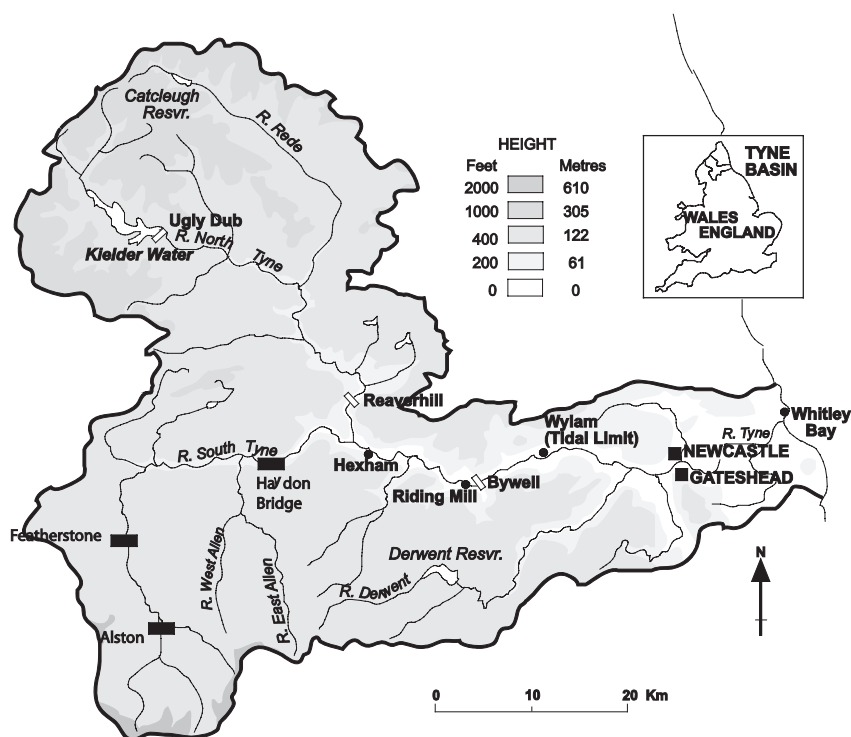 Catcleugh
Resvr.
R. Rede
Ugly Dub
R. North
Tyne
Kielder Water
HEIGHT
Feet Metres
2000 610
1000 305
400 122
200 61
0 0
TYNE
BASIN
WALES
ENGLAND
Reaverhill
Wylam
(Tidal Limit)
Whitley
Bay
R. Tyne
NEWCASTLE
GATESHEAD
R. South Tyne
Hexham
Haydon
Bridge
Riding Mill
Bywell
Featherstone
R. West Allen
R. East Allen
Derwent Resvr.
R. Derwent
Alston
N
0 10 20 Km